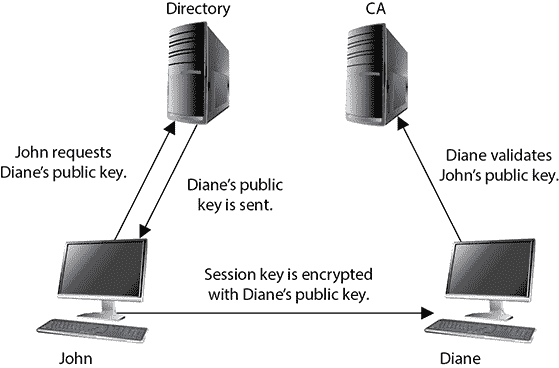 Directory
CA
John requests
Diane's public key.
Diane's public
key is sent.
Diane validates
John's public key.
Session key is encrypted
with Diane's public key.
John
Diane